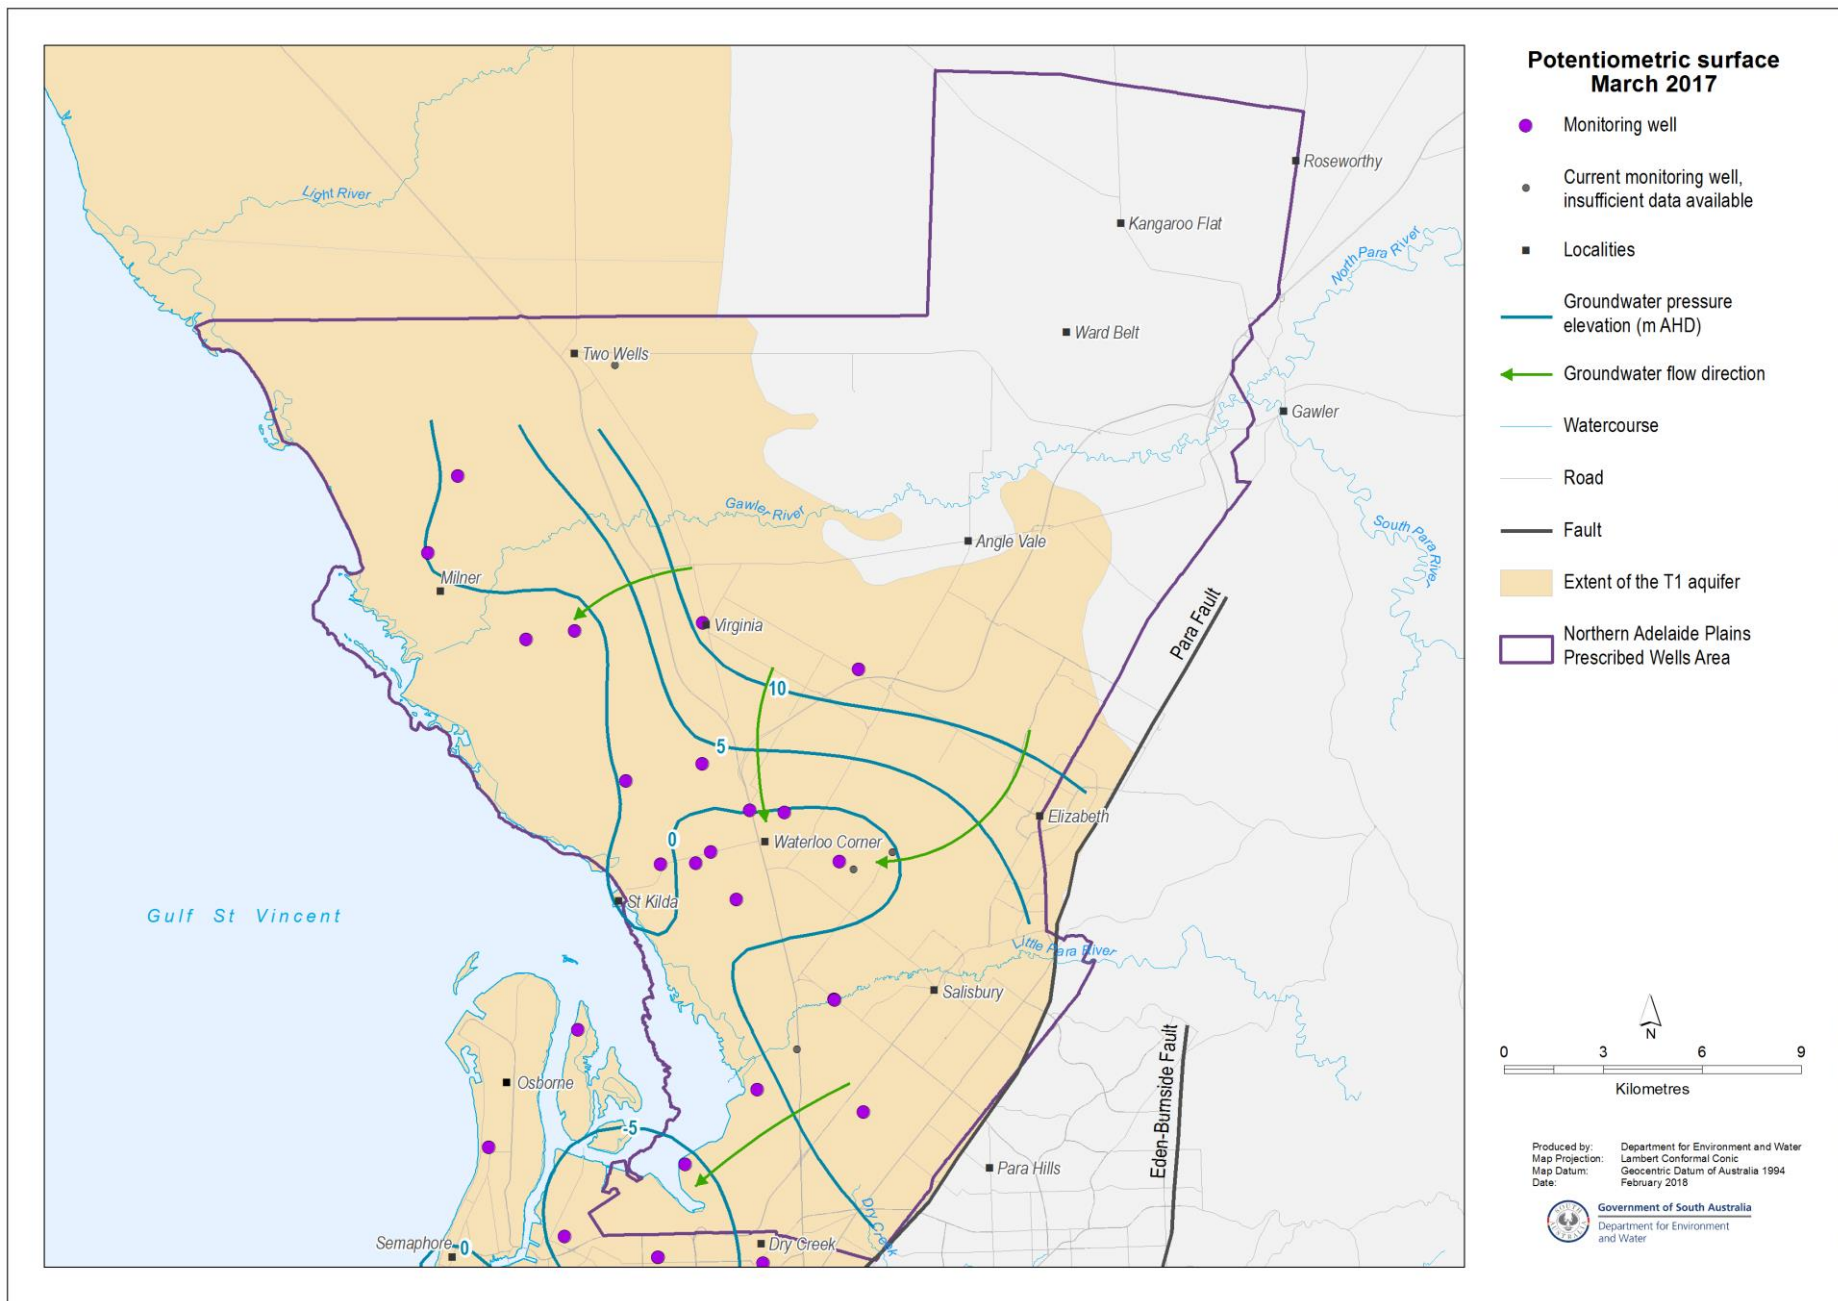 Potentiometric surface
March 2017
Monitoring well
Current monitoring well,
insufficient data available
Localities
Groundwater pressure
elevation (m AHD)
Groundwater flow direction
Watercourse
Road
Fault
Extent of the T1 aquifer
Northern Adelaide Plains
Prescribed Wells Area
Roseworthy
Light River
Kangaroo Flat
North Para River
Ward Belt
Two Wells
Gawler
Gawler River
South Para River
Angle Vale
Milner
Para Fault
Virginia
10
5
Elizabeth
0
Waterloo Corner
St Kilda
Gulf St Vincent
Little Para River
Salisbury
Osborne
Eden-Burnside Fault
-5
Para Hills
Dry Creek
Semaphore
0
Dry Creek
N
0 3 6 9
Kilometres
Produced by: Department for Environment and Water
Map Projection: Lambert Conformal Conic
Map Datum: Geocentric Datum of Australia 1994
Date: February 2018
Government of South Australia
Department for Environment
and Water